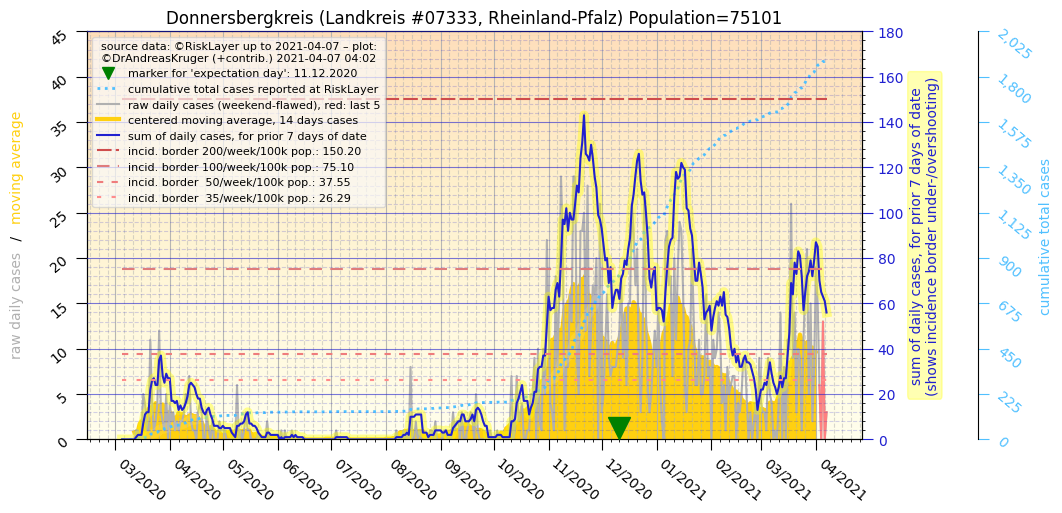 Donnersbergkreis (Landkreis #07333, Rheinland-Pfalz) Population=75101
source data: ©RiskLayer up to 2021-04-07 – plot:
©DrAndreasKruger (+contrib.) 2021-04-07 04:02
marker for 'expectation day': 11.12.2020
cumulative total cases reported at RiskLayer
raw daily cases (weekend-flawed), red: last 5
centered moving average, 14 days cases
sum of daily cases, for prior 7 days of date
incid. border 200/week/100k pop.: 150.20
incid. border 100/week/100k pop.: 75.10
incid. border  50/week/100k pop.: 37.55
incid. border  35/week/100k pop.: 26.29
raw daily cases / moving average
45
40
35
30
25
20
15
10
5
0
03/2020
04/2020
05/2020
06/2020
07/2020
08/2020
09/2020
10/2020
11/2020
12/2020
01/2021
02/2021
03/2021
04/2021
180
160
140
120
100
80
60
40
20
0
sum of daily cases, for prior 7 days of date
(shows incidence border under-/overshooting)
2,025
1,800
1,575
1,350
1,125
900
675
450
225
0
cumulative total cases